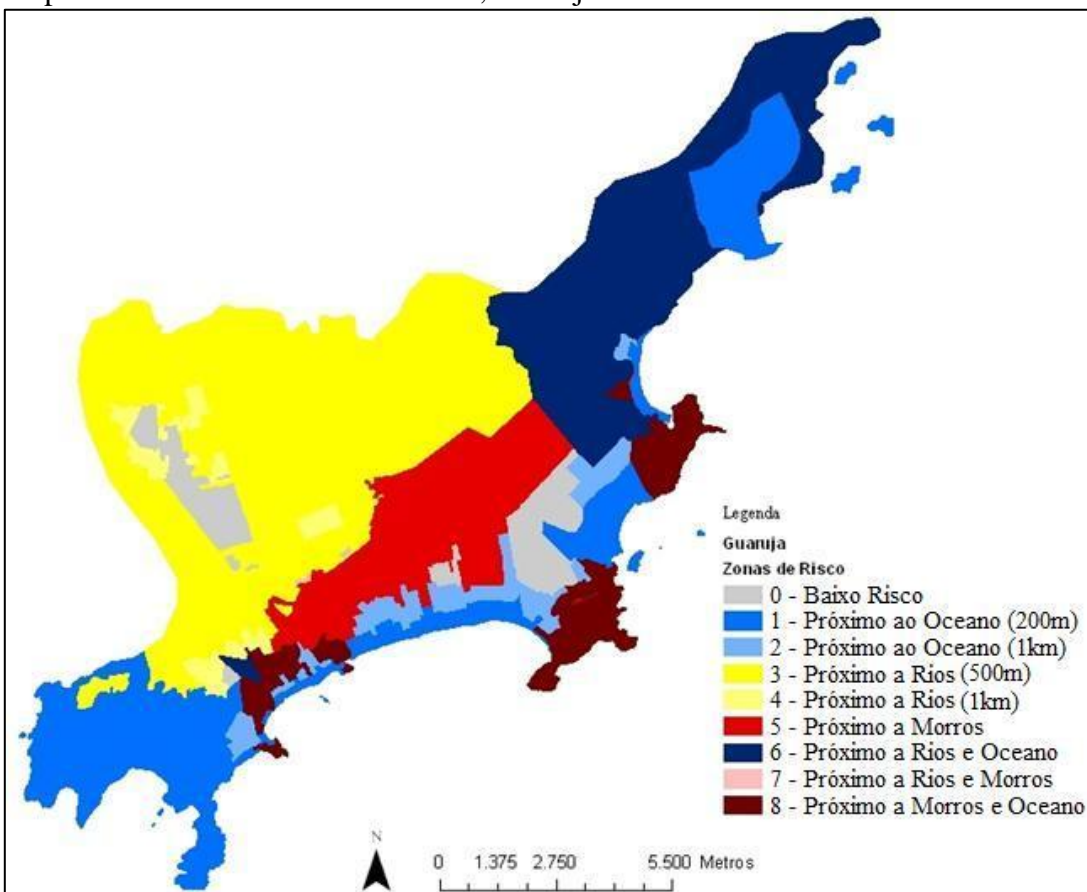 Legenda
Guaruja
Zonas de Risco
0 - Baixo Risco
1 - Próximo ao Oceano (200m)
2 - Próximo ao Oceano (1km)
3 - Próximo a Rios (500m)
4 - Próximo a Rios (1km)
5 - Próximo a Morros
6 - Próximo a Rios e Oceano
7 - Próximo a Rios e Morros
8 - Próximo a Morros e Oceano
N
0 1.375 2.750 5.500 Metros